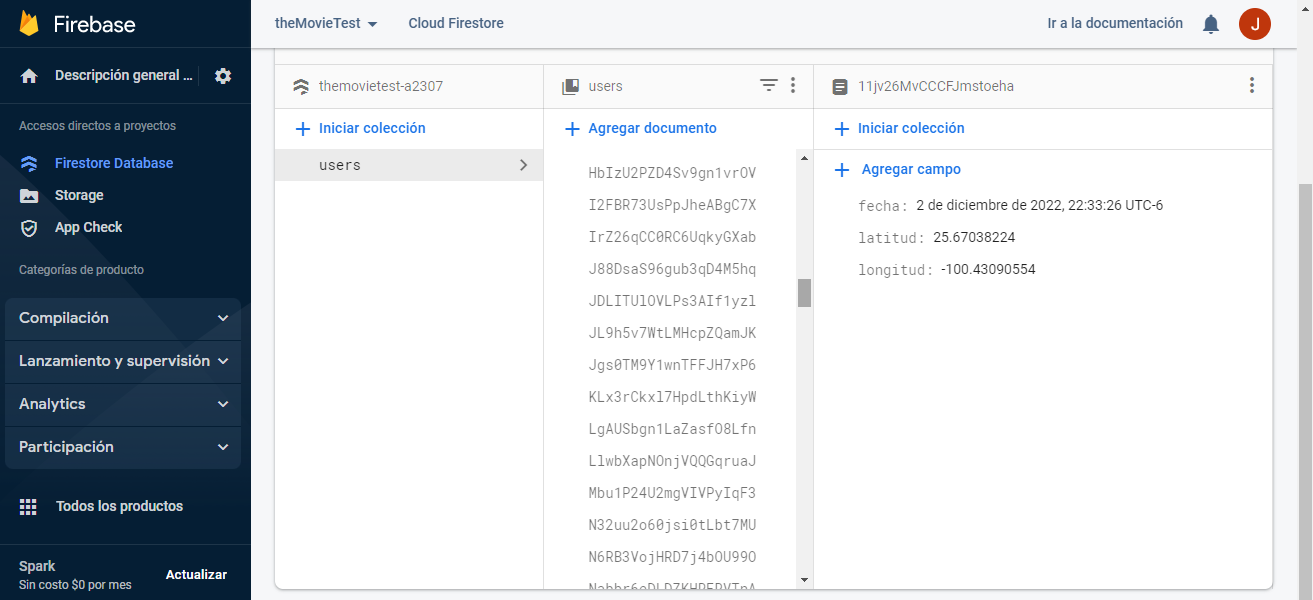 Firebase
Descripción general ...
Accesos directos a proyectos
Firestore Database
Storage
App Check
Categorías de producto
Compilación
Lanzamiento y supervisión
Analytics
Participación
Todos los productos
Spark
Sin costo $0 por mes
Actualizar
theMovieTest
Cloud Firestore
Ir a la documentación
J
themovietest-a2307
Iniciar colección
users
users
Agregar documento
HbIzU2PZD4Sv9gn1vrOV
I2FBR73UsPpJheABgC7X
IrZ26qCC0RC6UqkyGXab
J88DsaS96gub3qD4M5hq
JDLITUlOVLPs3AIf1yzl
JL9h5v7WtLMHcpZQamJK
Jgs0TM9Y1wnTFFJH7xP6
KLx3rCkxl7HpdLthKiyW
LgAUSbgn1LaZasfO8Lfn
LlwbXapNOnjVQQGqruaJ
Mbu1P24U2mgVIVPyIqF3
N32uu2o60jsi0tLbt7MU
N6RB3VojHRD7j4bOU99O
11jv26MvCCCFJmstoeha
Iniciar colección
Agregar campo
fecha: 2 de diciembre de 2022, 22:33:26 UTC-6
latitud: 25.67038224
longitud: -100.43090554